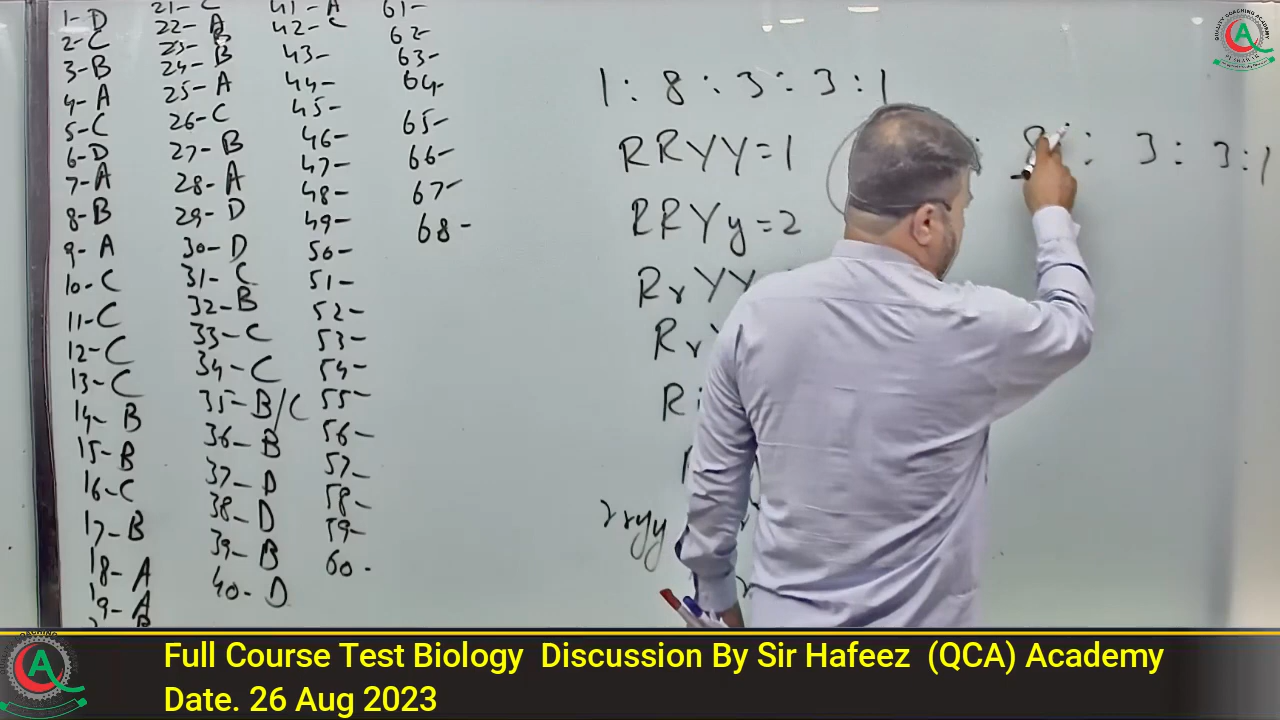 1-D
2-C
3-B
4-A
5-C
6-D
7-A
8-B
9-A
10-C
11-C
12-C
13-C
14-B
15-B
16-C
17-B
18-A
19-A
21-C
22-A
23-B
24-B
25-A
26-C
27-B
28-A
29-D
30-D
31-C
32-B
33-C
34-C
35-B/C
36-B
37-D
38-D
39-B
40-D
41-A
42-C
43-
44-
45-
46-
47-
48-
49-
50-
51-
52-
53-
54-
55-
56-
57-
58-
59-
60-
61-
62-
63-
64-
65-
66-
67-
68-
1:8:3:3:1
RRYY=1
RRYy=2
RrYY
8: 3: 3:1
rryy
Full Course Test Biology Discussion By Sir Hafeez (QCA) Academy
Date. 26 Aug 2023